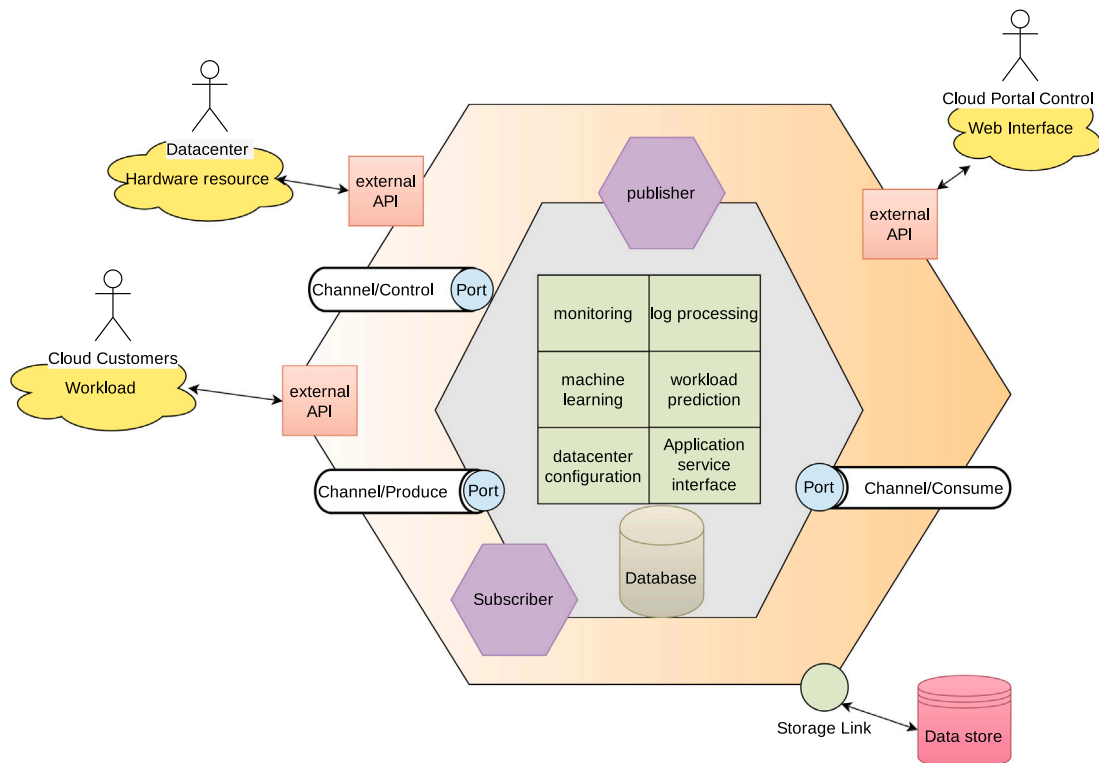 Cloud Portal Control
Web Interface
Datacenter
Hardware resource
external
API
publisher
external
API
Channel/Control
Port
monitoring
log processing
Cloud Customers
Workload
external
API
machine
learning
workload
prediction
datacenter
configuration
Application
service
interface
Channel/Produce
Port
Port
Channel/Consume
Database
Subscriber
Storage Link
Data store